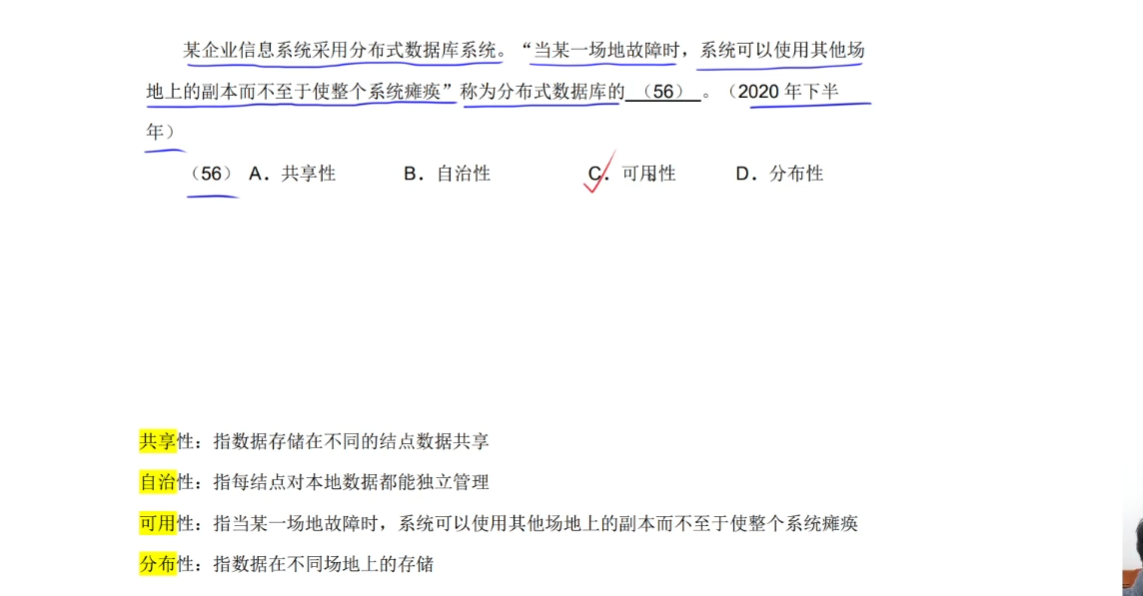 某企业信息系统采用分布式数据库系统。“当某一场地故障时，系统可以使用其他场
地上的副本而不至于使整个系统瘫痪”称为分布式数据库的（56）。（2020 年下半
年）
（56） A．共享性 B．自治性 C．可用性 D．分布性
共享性：指数据存储在不同的结点数据共享
自治性：指每结点对本地数据都能独立管理
可用性：指当某一场地故障时，系统可以使用其他场地上的副本而不至于使整个系统瘫痪
分布性：指数据在不同场地上的存储